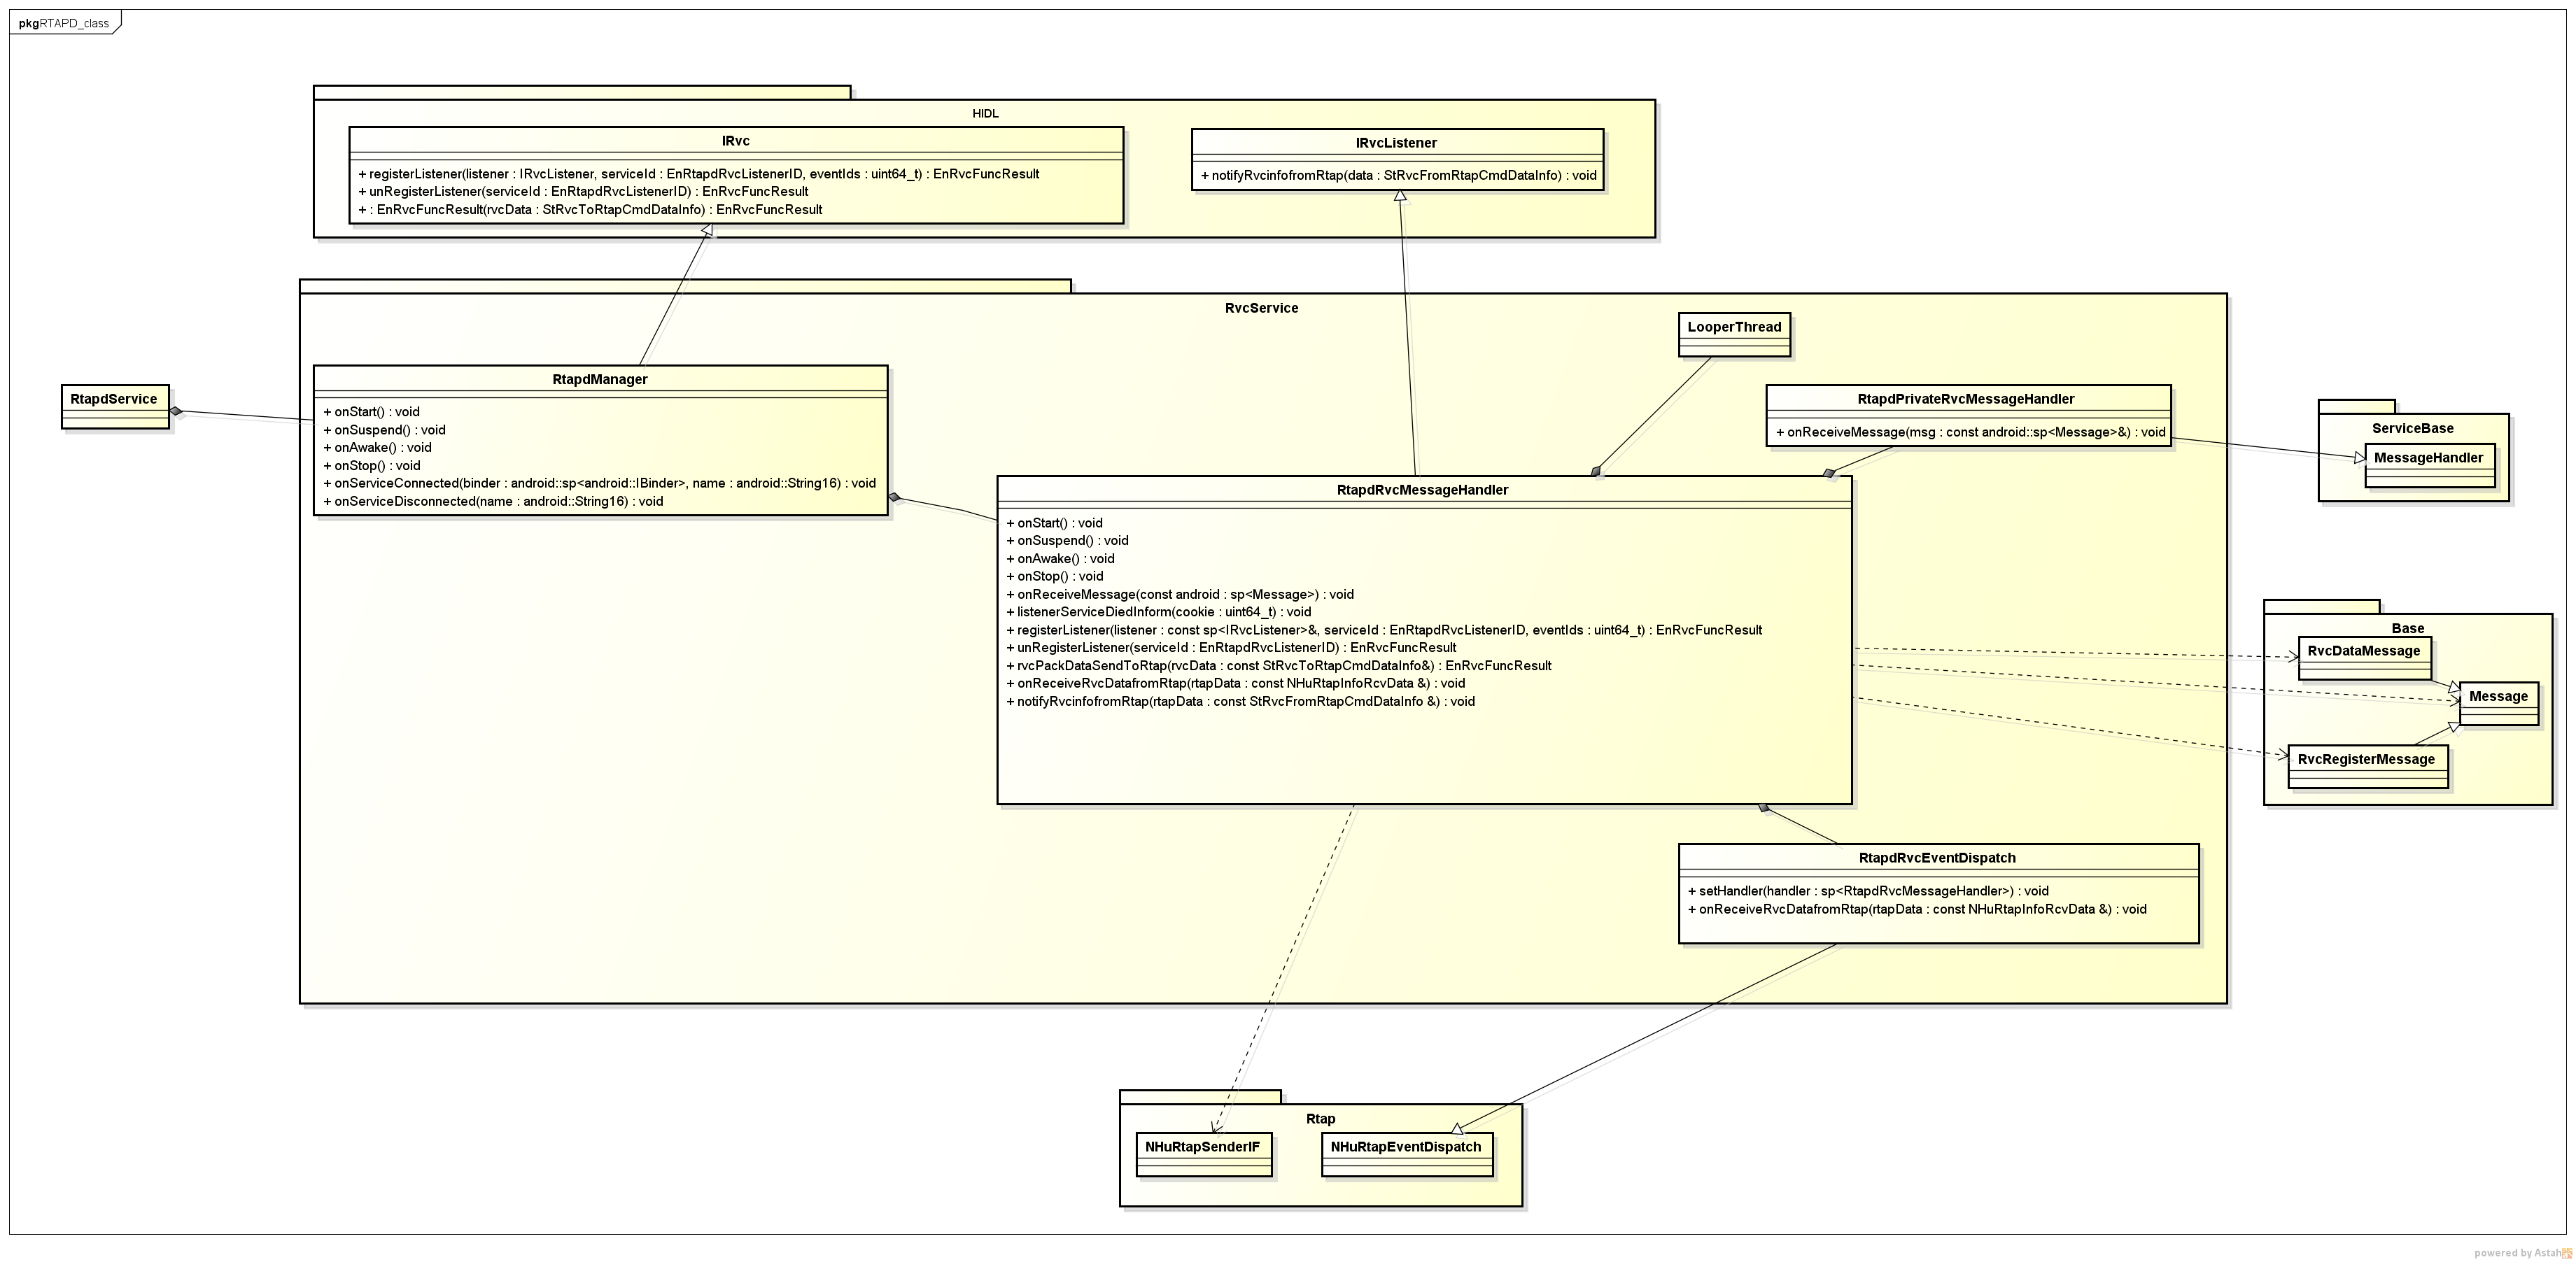 pkgRTAPD_class
HIDL
IRvc
+ registerListener(listener : IRvcListener, serviceId : EnRtapdRvcListenerID, eventIds : uint64_t) : EnRvcFuncResult
+ unRegisterListener(serviceId : EnRtapdRvcListenerID) : EnRvcFuncResult
+ : EnRvcFuncResult(rvcData : StRvcToRtapCmdDataInfo) : EnRvcFuncResult
IRvcListener
+ notifyRvcinfofromRtap(data : StRvcFromRtapCmdDataInfo) : void
RvcService
LooperThread
RtapdService
RtapdManager
+ onStart() : void
+ onSuspend() : void
+ onAwake() : void
+ onStop() : void
+ onServiceConnected(binder : android::sp<android::IBinder>, name : android::String16) : void
+ onServiceDisconnected(name : android::String16) : void
RtapdPrivateRvcMessageHandler
+ onReceiveMessage(msg : const android::sp<Message>&) : void
ServiceBase
MessageHandler
RtapdRvcMessageHandler
+ onStart() : void
+ onSuspend() : void
+ onAwake() : void
+ onStop() : void
+ onReceiveMessage(const android : sp<Message>) : void
+ listenerServiceDiedInform(cookie : uint64_t) : void
+ registerListener(listener : const sp<IRvcListener>&, serviceId : EnRtapdRvcListenerID, eventIds : uint64_t) : EnRvcFuncResult
+ unRegisterListener(serviceId : EnRtapdRvcListenerID) : EnRvcFuncResult
+ rvcPackDataSendToRtap(rvcData : const StRvcToRtapCmdDataInfo&) : EnRvcFuncResult
+ onReceiveRvcDatafromRtap(rtapData : const NHuRtapInfoRcvData &) : void
+ notifyRvcinfofromRtap(rtapData : const StRvcFromRtapCmdDataInfo &) : void
Base
RvcDataMessage
Message
RvcRegisterMessage
RtapdRvcEventDispatch
+ setHandler(handler : sp<RtapdRvcMessageHandler>) : void
+ onReceiveRvcDatafromRtap(rtapData : const NHuRtapInfoRcvData &) : void
Rtap
NHuRtapSenderIF
NHuRtapEventDispatch
powered by Astah